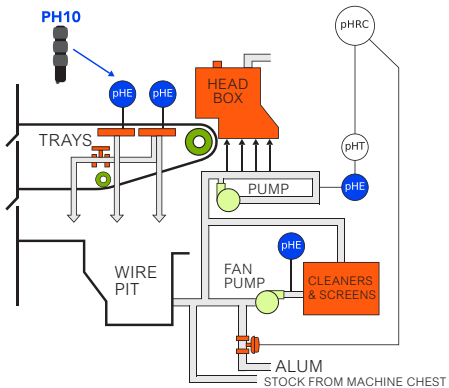 PH10
pHRC
pHE
pHE
HEAD
BOX
TRAYS
pHT
PUMP
pHE
pHE
WIRE
PIT
FAN
PUMP
CLEANERS
& SCREENS
ALUM
STOCK FROM MACHINE CHEST